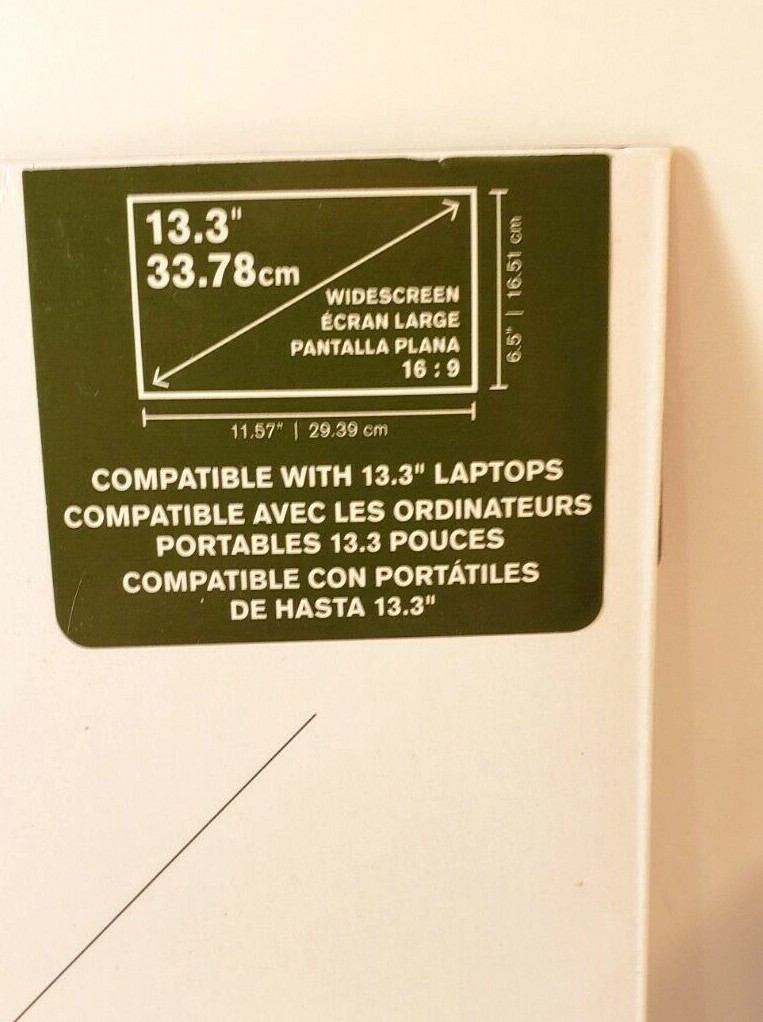 13.3"
33.78cm
WIDESCREEN
ÉCRAN LARGE
PANTALLA PLANA
16 : 9
6.5" | 16.51 cm
11.57" | 29.39 cm
COMPATIBLE WITH 13.3" LAPTOPS
COMPATIBLE AVEC LES ORDINATEURS
PORTABLES 13.3 POUCES
COMPATIBLE CON PORTÁTILES
DE HASTA 13.3"